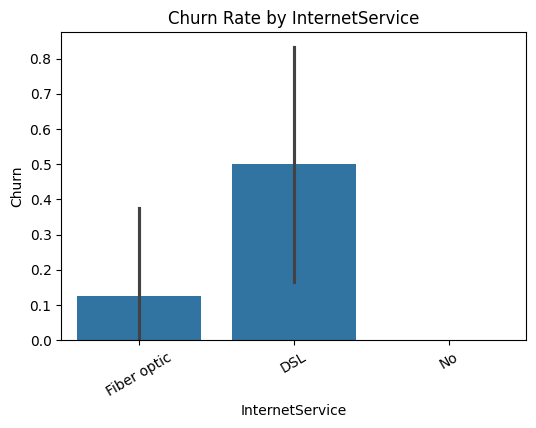 Churn Rate by InternetService
Churn
0.8
0.7
0.6
0.5
0.4
0.3
0.2
0.1
0.0
Fiber optic
DSL
No
InternetService